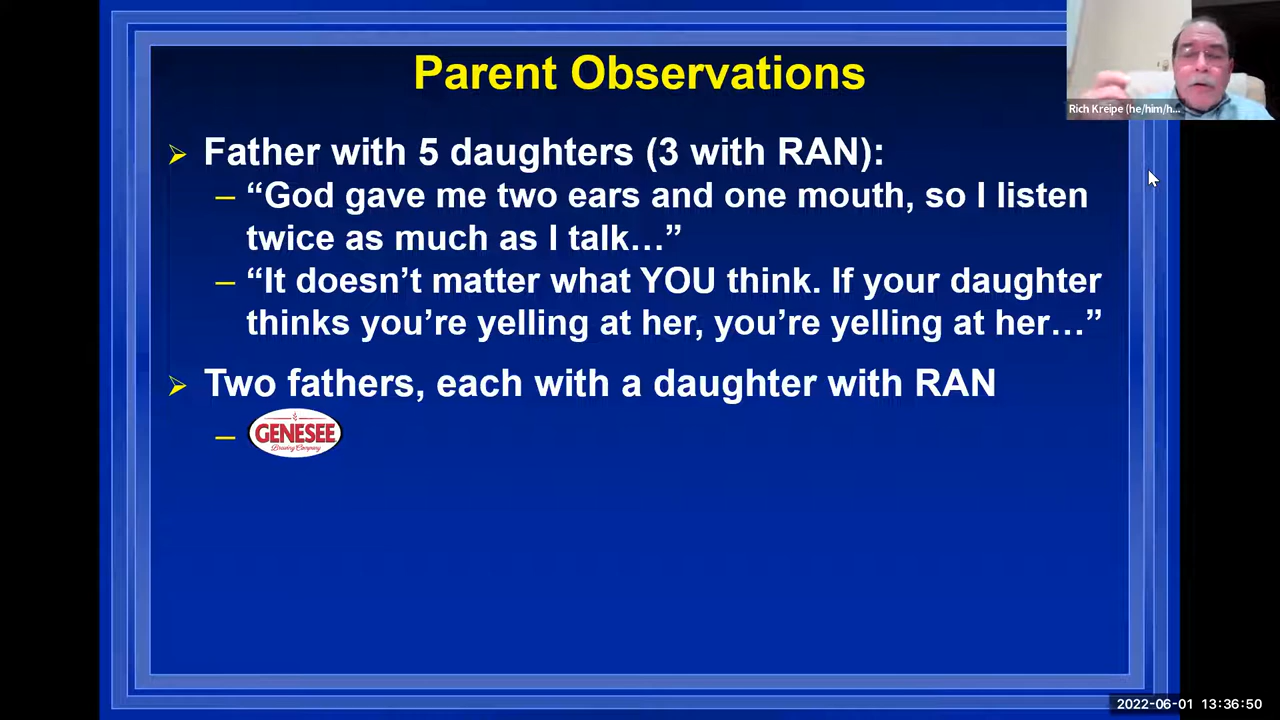 Parent Observations
Rich Kreipe (he/him/h...
Father with 5 daughters (3 with RAN):
– “God gave me two ears and one mouth, so I listen
twice as much as I talk…”
– “It doesn’t matter what YOU think. If your daughter
thinks you’re yelling at her, you’re yelling at her…”
Two fathers, each with a daughter with RAN
– GENESEE
Brewing Company
2022-06-01 13:36:50